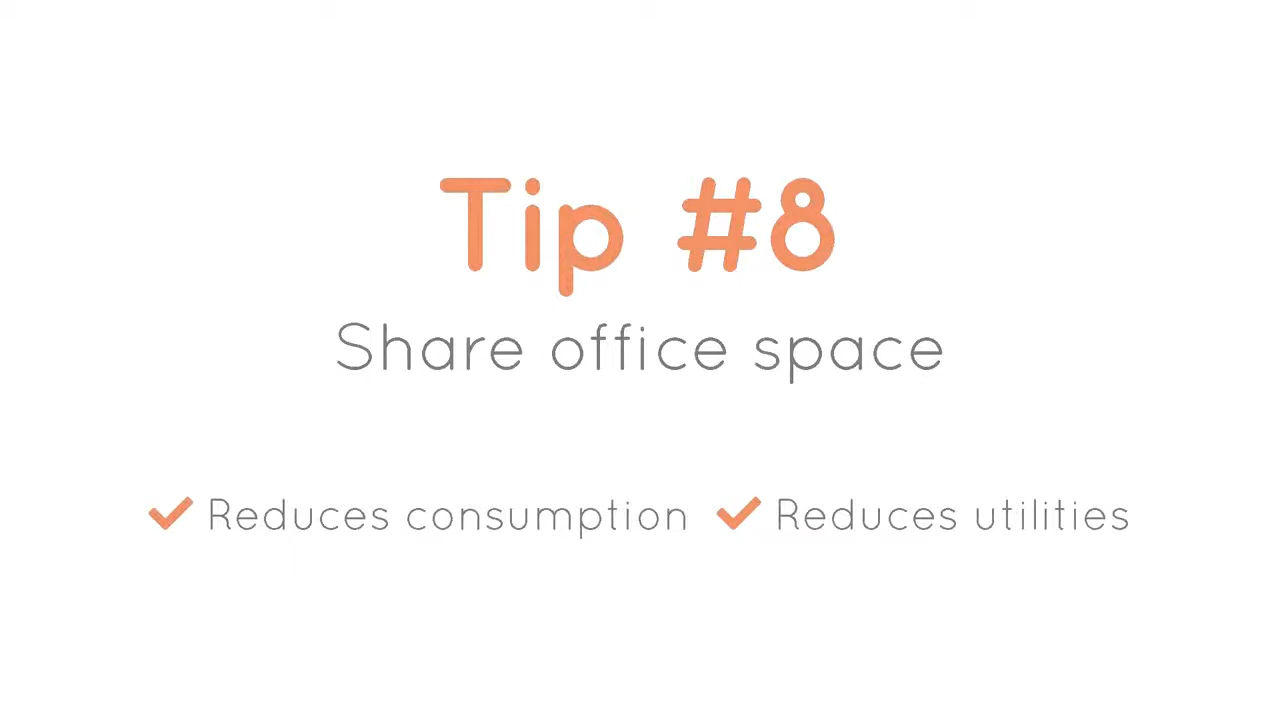 Tip #8
Share office space
Reduces consumption Reduces utilities